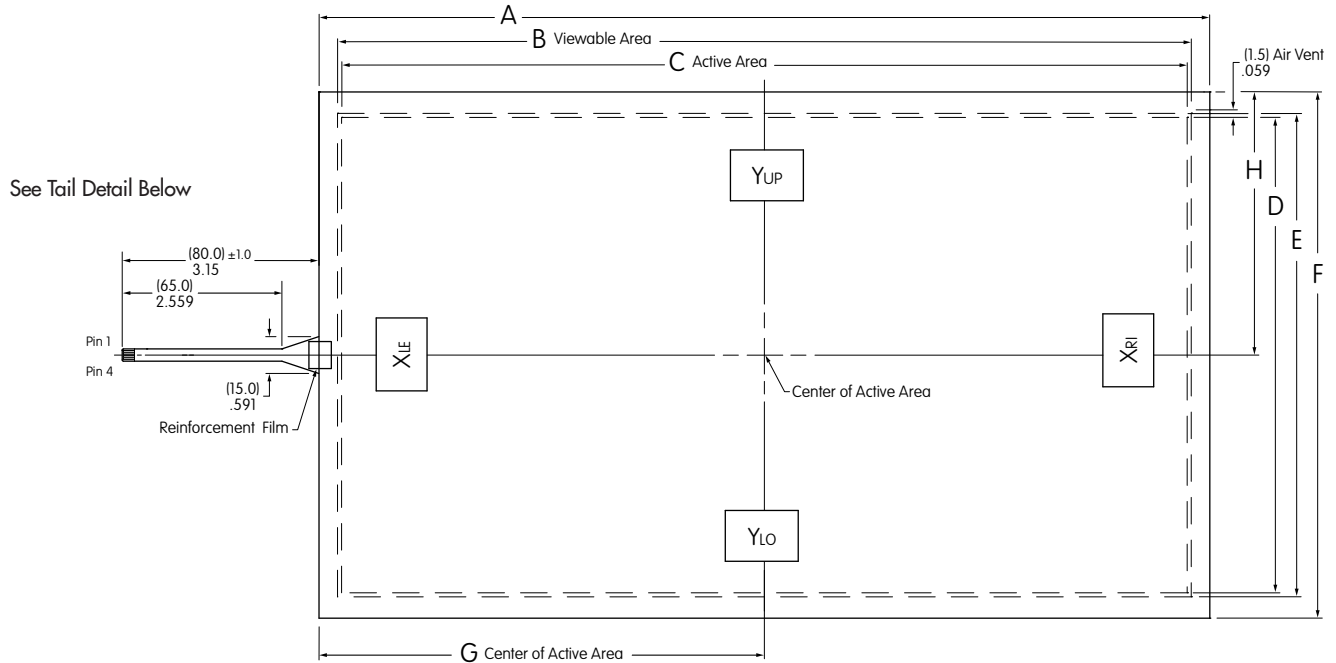 A
B Viewable Area
C Active Area
(1.5) Air Vent
.059
YUP
H
D
E
F
See Tail Detail Below
(80.0) ±1.0
3.15
(65.0)
2.559
Pin 1
Pin 4
XLE
XRI
(15.0)
.591
Reinforcement Film
Center of Active Area
YLO
G Center of Active Area